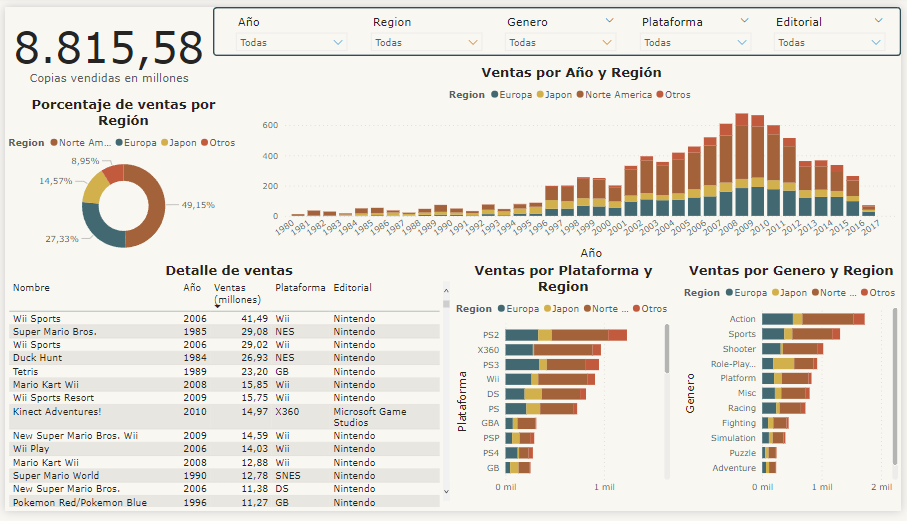 8.815,58
Copias vendidas en millones
Año Region Genero Plataforma Editorial
Todas Todas Todas Todas Todas
Porcentaje de ventas por
Región
Region Norte Am... Europa Japon Otros
8,95%
14,57%
49,15%
27,33%
Ventas por Año y Región
Region Europa Japon Norte America Otros
600
400
200
0
1980 1981 1982 1983 1984 1985 1986 1987 1988 1989 1990 1991 1992 1993 1994 1995 1996 1997 1998 1999 2000 2001 2002 2003 2004 2005 2006 2007 2008 2009 2010 2011 2012 2013 2014 2015 2016 2017
Año
Detalle de ventas
Nombre Año Ventas (millones) Plataforma Editorial
Wii Sports 2006 41,49 Wii Nintendo
Super Mario Bros. 1985 29,08 NES Nintendo
Wii Sports 2006 29,02 Wii Nintendo
Duck Hunt 1984 26,93 NES Nintendo
Tetris 1989 23,20 GB Nintendo
Mario Kart Wii 2008 15,85 Wii Nintendo
Wii Sports Resort 2009 15,75 Wii Nintendo
Kinect Adventures! 2010 14,97 X360 Microsoft Game
Studios
New Super Mario Bros. Wii 2009 14,59 Wii Nintendo
Wii Play 2006 14,03 Wii Nintendo
Mario Kart Wii 2008 12,88 Wii Nintendo
Super Mario World 1990 12,78 SNES Nintendo
New Super Mario Bros. 2006 11,38 DS Nintendo
Pokemon Red/Pokemon Blue 1996 11,27 GB Nintendo
Ventas por Plataforma y
Region
Region Europa Japon Norte ... Otros
Plataforma
PS2
X360
PS3
Wii
DS
PS
GBA
PSP
PS4
GB
0 mil 1 mil
Ventas por Genero y Region
Region Europa Japon Norte ... Otros
Genero
Action
Sports
Shooter
Role-Play...
Platform
Misc
Racing
Fighting
Simulation
Puzzle
Adventure
0 mil 1 mil 2 mil